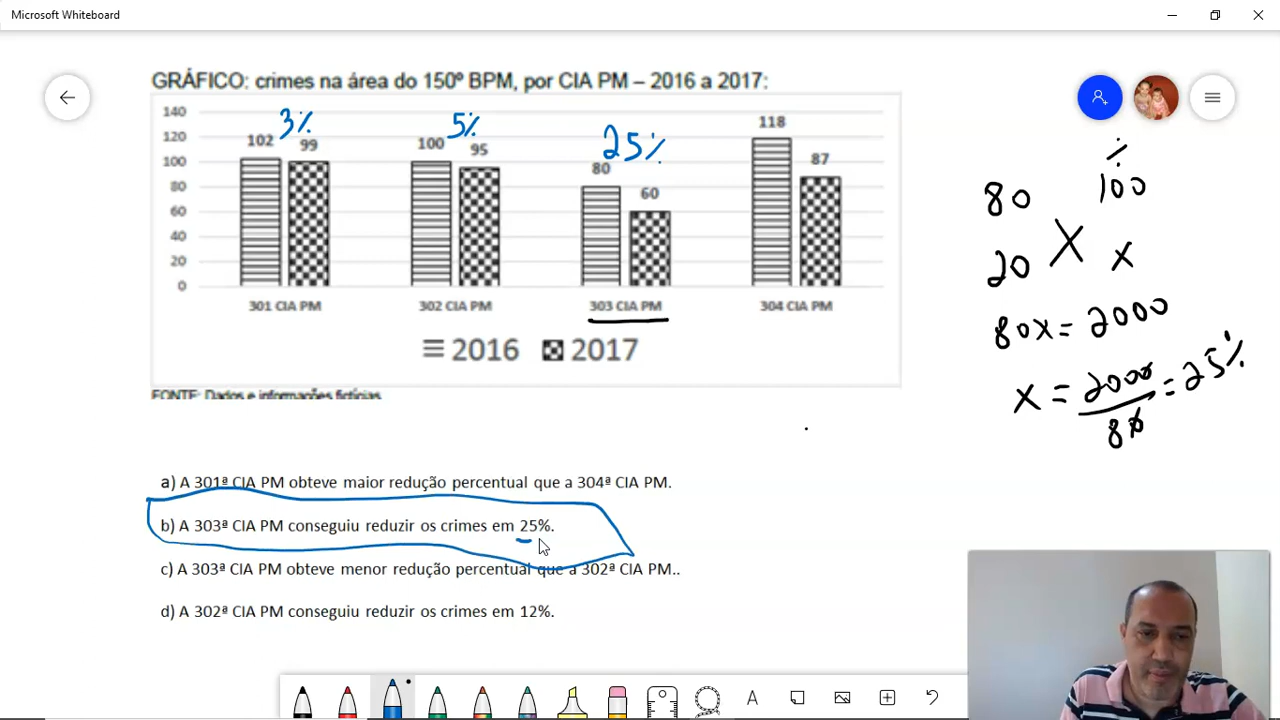 Microsoft Whiteboard
GRÁFICO: crimes na área do 150º BPM, por CIA PM – 2016 a 2017:
140
120
100
80
60
40
20
0
3%
102
99
5%
100
95
25%
80
60
118
87
301 CIA PM
302 CIA PM
303 CIA PM
304 CIA PM
2016
2017
FONTE: Dados e informações fictícias
÷
80 100
20 X x
80x = 2000
x = 2000 = 25%
80
a) A 301ª CIA PM obteve maior redução percentual que a 304ª CIA PM.
b) A 303ª CIA PM conseguiu reduzir os crimes em 25%.
c) A 303ª CIA PM obteve menor redução percentual que a 302ª CIA PM..
d) A 302ª CIA PM conseguiu reduzir os crimes em 12%.
A